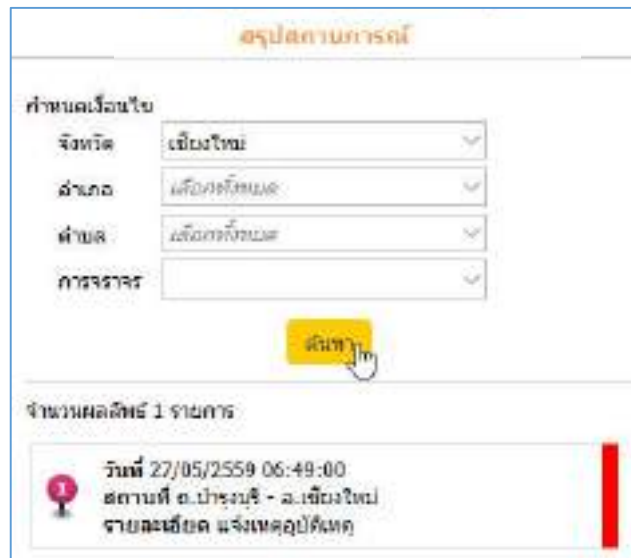 สรุปสถานการณ์
กำหนดเงื่อนไข
จังหวัด เชียงใหม่
อำเภอ เลือกทั้งหมด
ตำบล เลือกทั้งหมด
การจราจร
ค้นหา
จำนวนผลลัพธ์ 1 รายการ
1
วันที่ 27/05/2559 06:49:00
สถานที่ ถ.บำรุงบุรี - อ.เชียงใหม่
รายละเอียด แจ้งเหตุอุบัติเหตุ